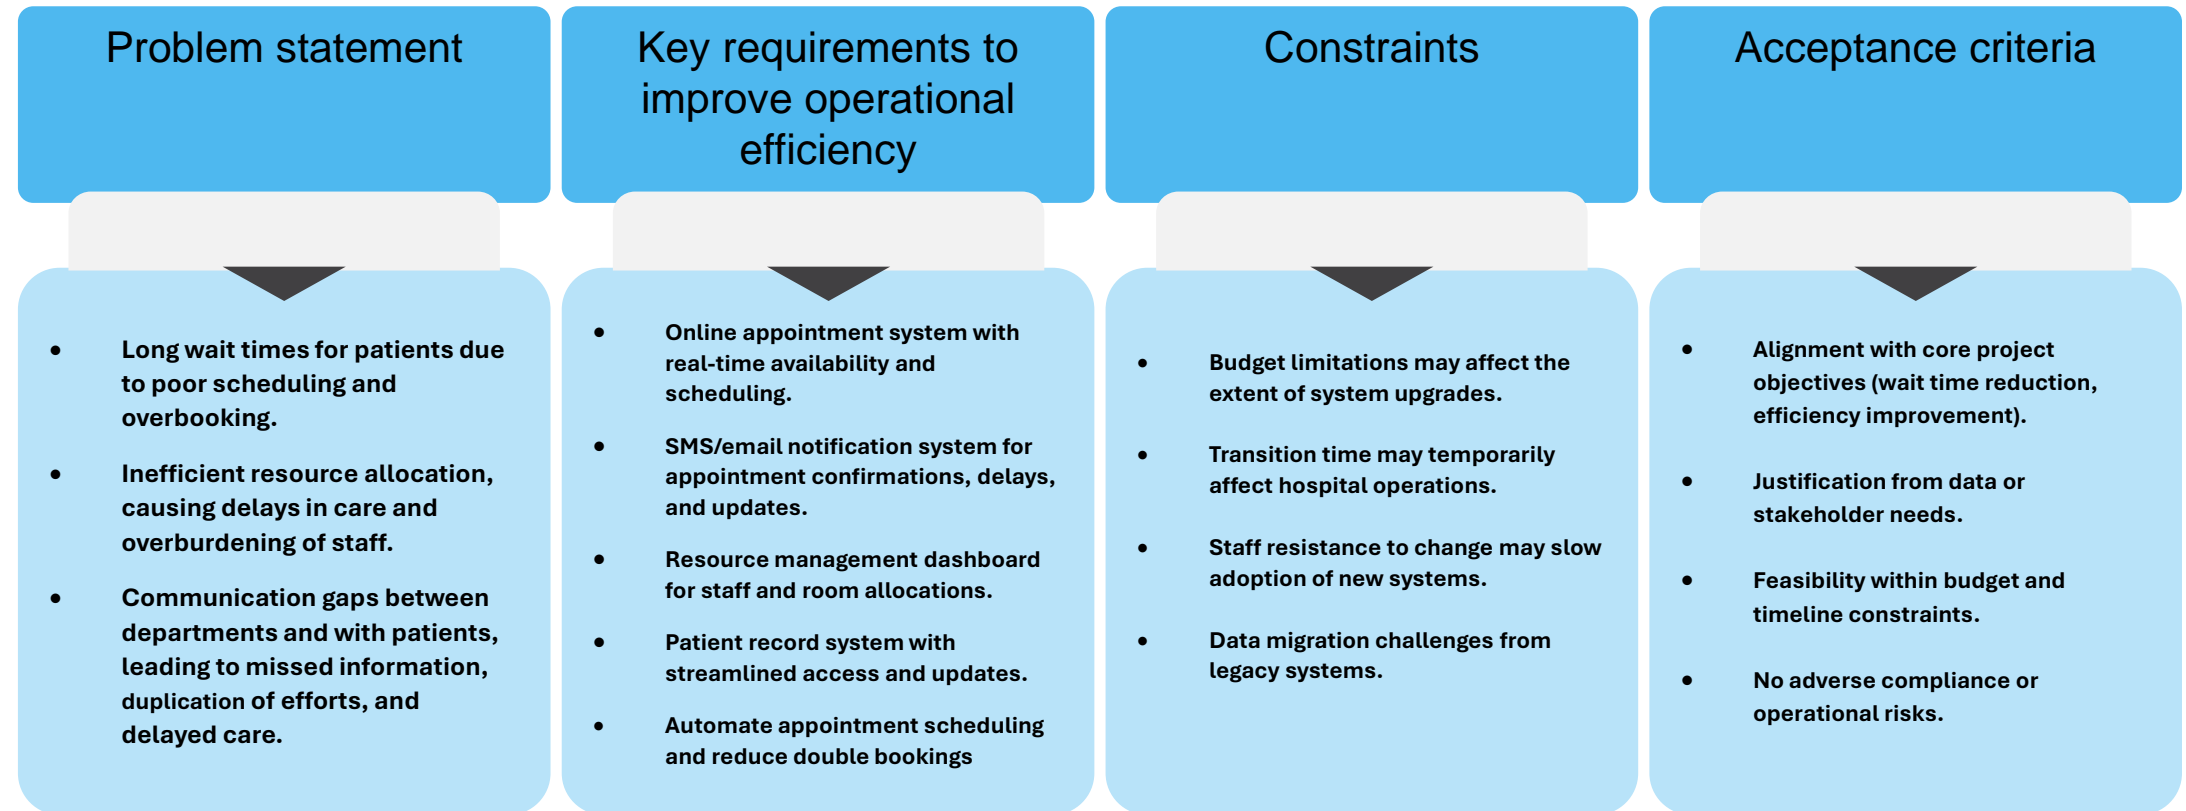 Problem statement
• Long wait times for patients due
to poor scheduling and
overbooking.
• Inefficient resource allocation,
causing delays in care and
overburdening of staff.
• Communication gaps between
departments and with patients,
leading to missed information,
duplication of efforts, and
delayed care.
Key requirements to
improve operational
efficiency
• Online appointment system with
real-time availability and
scheduling.
• SMS/email notification system for
appointment confirmations, delays,
and updates.
• Resource management dashboard
for staff and room allocations.
• Patient record system with
streamlined access and updates.
• Automate appointment scheduling
and reduce double bookings
Constraints
• Budget limitations may affect the
extent of system upgrades.
• Transition time may temporarily
affect hospital operations.
• Staff resistance to change may slow
adoption of new systems.
• Data migration challenges from
legacy systems.
Acceptance criteria
• Alignment with core project
objectives (wait time reduction,
efficiency improvement).
• Justification from data or
stakeholder needs.
• Feasibility within budget and
timeline constraints.
• No adverse compliance or
operational risks.